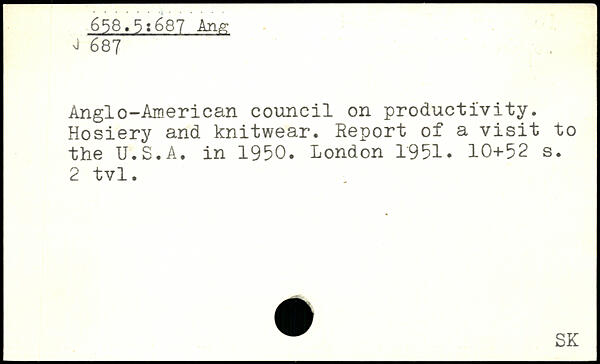 658.5:687 Ang
687
Anglo-American council on productivity.
Hosiery and knitwear. Report of a visit to
the U.S.A. in 1950. London 1951. 10+52 s.
2 tvl.
SK